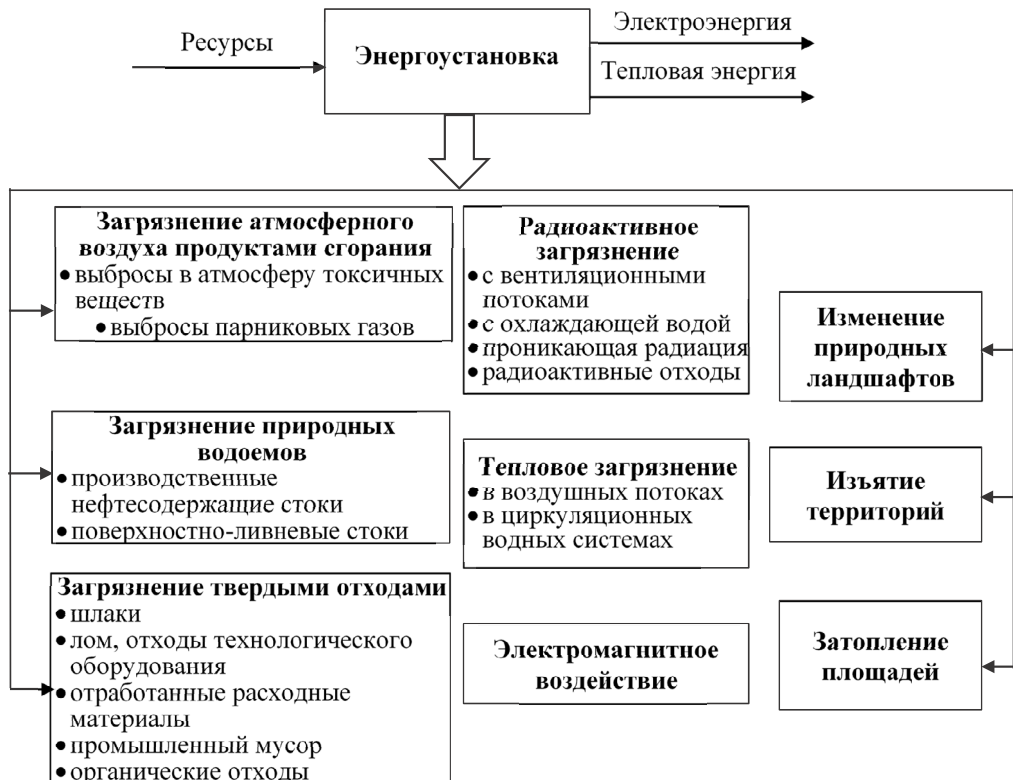 Ресурсы
Энергоустановка
Электроэнергия
Тепловая энергия
Загрязнение атмосферного
воздуха продуктами сгорания
• выбросы в атмосферу токсичных
веществ
• выбросы парниковых газов
Загрязнение природных
водоемов
• производственные
нефтесодержащие стоки
• поверхностно-ливневые стоки
Загрязнение твердыми отходами
• шлаки
• лом, отходы технологического
оборудования
• отработанные расходные
материалы
• промышленный мусор
• органические отходы
Радиоактивное
загрязнение
• с вентиляционными
потоками
• с охлаждающей водой
• проникающая радиация
• радиоактивные отходы
Тепловое загрязнение
• в воздушных потоках
• в циркуляционных
водных системах
Электромагнитное
воздействие
Изменение
природных
ландшафтов
Изъятие
территорий
Затопление
площадей